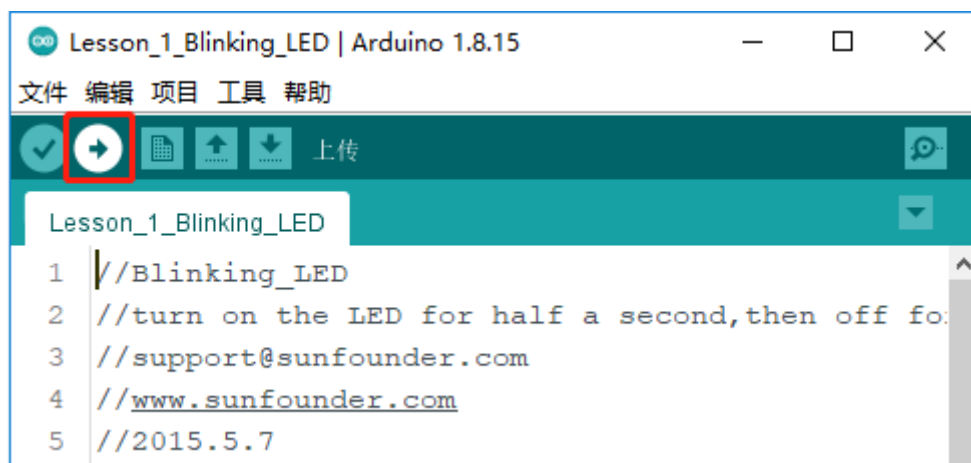 Lesson_1_Blinking_LED | Arduino 1.8.15
文件 编辑 项目 工具 帮助
上传
Lesson_1_Blinking_LED
1 //Blinking_LED
2 //turn on the LED for half a second,then off fo
3 //support@sunfounder.com
4 //www.sunfounder.com
5 //2015.5.7